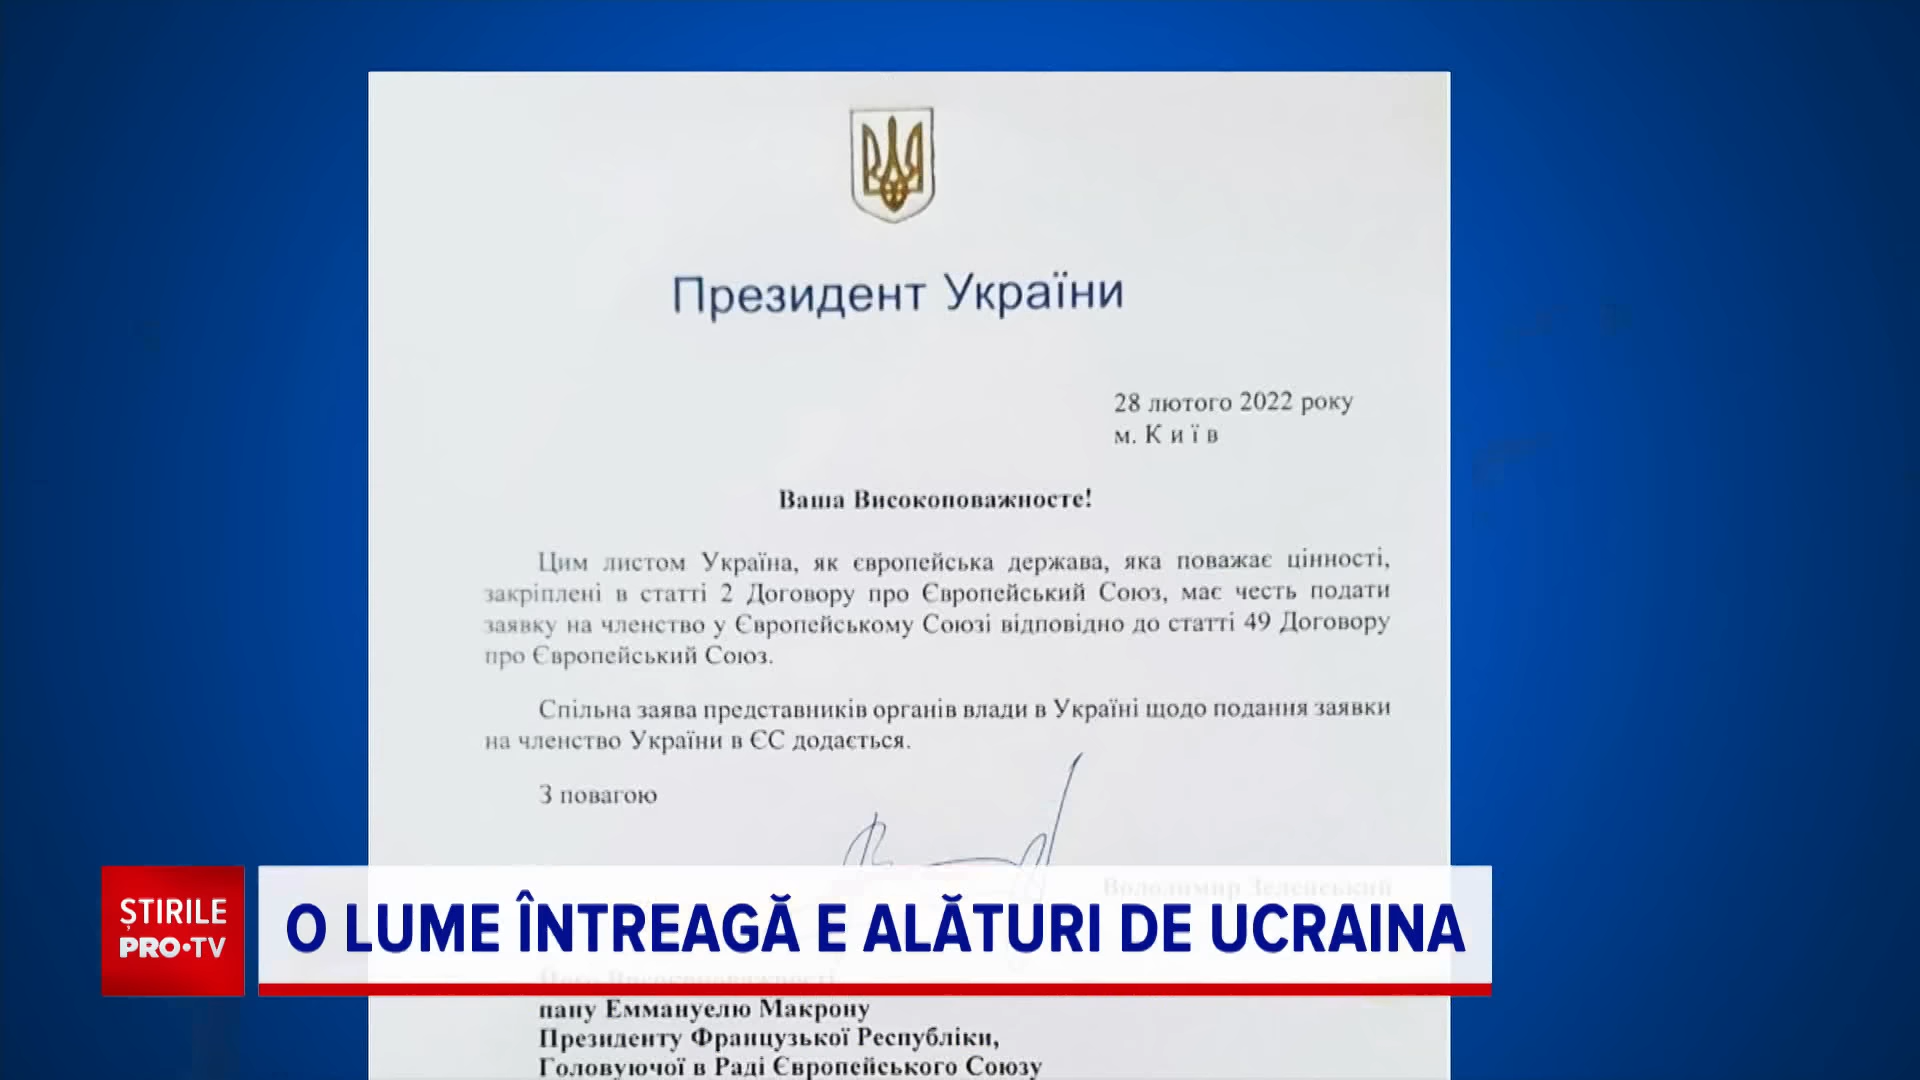 Президент України
28 лютого 2022 року
м. К и ї в
Ваша Високоповажносте!
Цим листом Україна, як європейська держава, яка поважає цінності,
закріплені в статті 2 Договору про Європейський Союз, має честь подати
заявку на членство у Європейському Союзі відповідно до статті 49 Договору
про Європейський Союз.
Спільна заява представників органів влади в Україні щодо подання заявки
на членство України в ЄС додається.
З повагою
Володимир Зеленський
ȘTIRILE
PRO•TV
O LUME ÎNTREAGĂ E ALĂTURI DE UCRAINA
Його Високоповажності
пану Еммануелю Макрону
Президенту Французької Республіки,
Головуючої в Раді Європейського Союзу